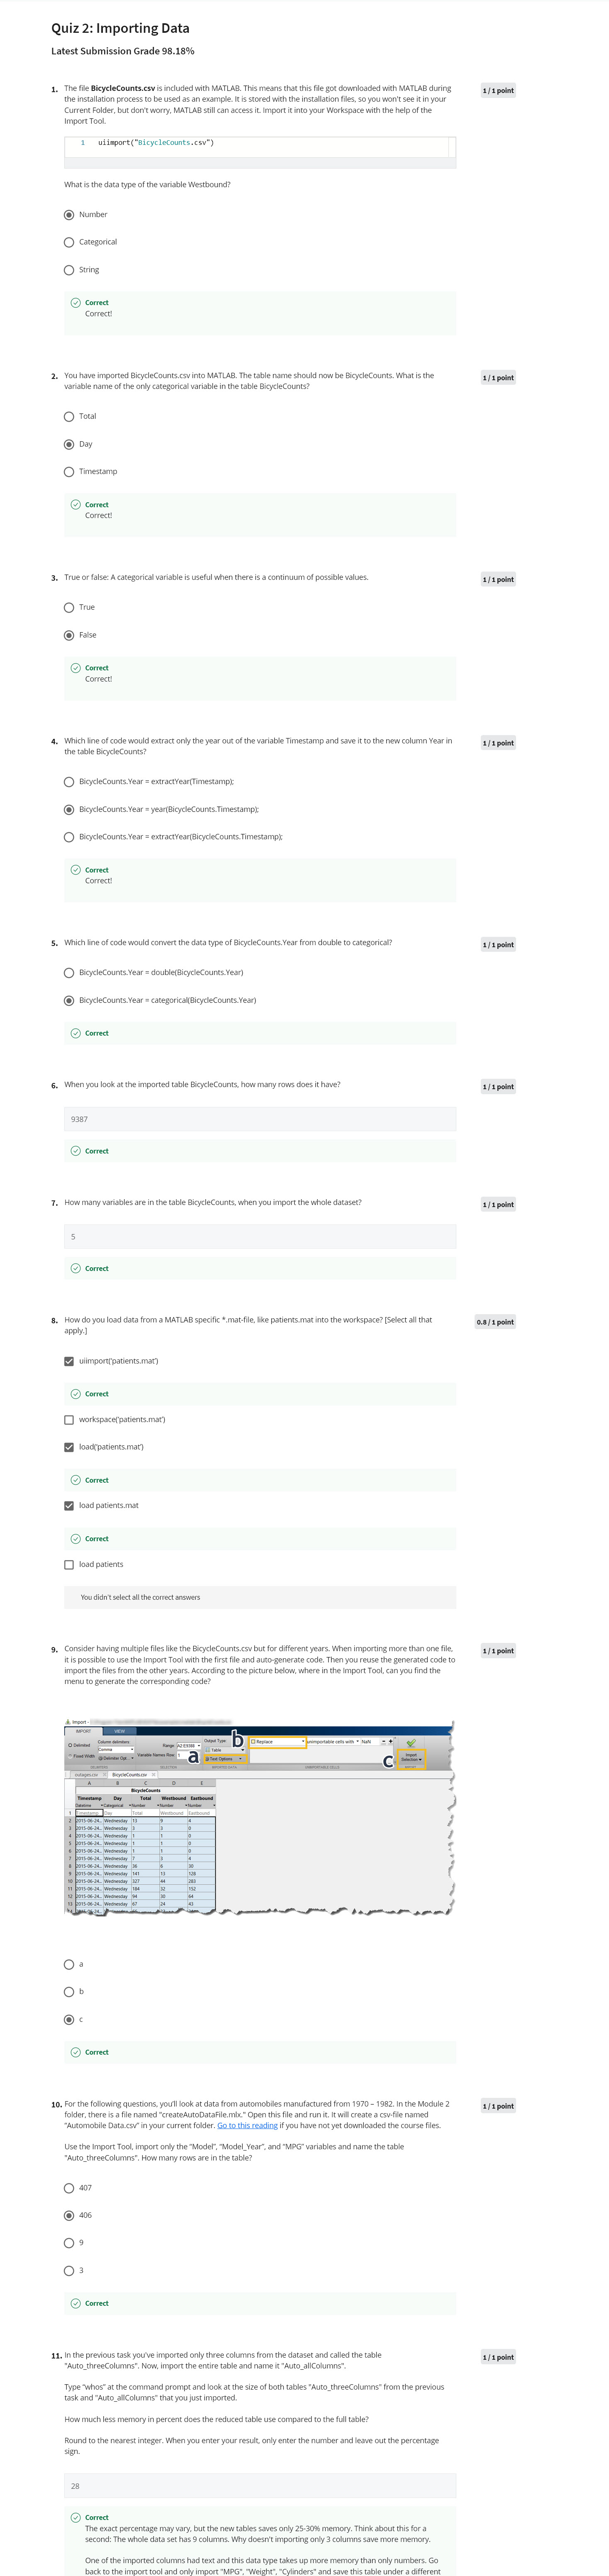 Quiz 2: Importing Data
Latest Submission Grade 98.18%
1. The file BicycleCounts.csv is included with MATLAB. This means that this file got downloaded with MATLAB during
the installation process to be used as an example. It is stored with the installation files, so you won't see it in your
Current Folder, but don't worry, MATLAB still can access it. Import it into your Workspace with the help of the
Import Tool.
1 / 1 point
1 uiimport("BicycleCounts.csv")
What is the data type of the variable Westbound?
Number
Categorical
String
Correct
Correct!
2. You have imported BicycleCounts.csv into MATLAB. The table name should now be BicycleCounts. What is the
variable name of the only categorical variable in the table BicycleCounts?
1 / 1 point
Total
Day
Timestamp
Correct
Correct!
3. True or false: A categorical variable is useful when there is a continuum of possible values.
1 / 1 point
True
False
Correct
Correct!
4. Which line of code would extract only the year out of the variable Timestamp and save it to the new column Year in
the table BicycleCounts?
1 / 1 point
BicycleCounts.Year = extractYear(Timestamp);
BicycleCounts.Year = year(BicycleCounts.Timestamp);
BicycleCounts.Year = extractYear(BicycleCounts.Timestamp);
Correct
Correct!
5. Which line of code would convert the data type of BicycleCounts.Year from double to categorical?
1 / 1 point
BicycleCounts.Year = double(BicycleCounts.Year)
BicycleCounts.Year = categorical(BicycleCounts.Year)
Correct
6. When you look at the imported table BicycleCounts, how many rows does it have?
1 / 1 point
9387
Correct
7. How many variables are in the table BicycleCounts, when you import the whole dataset?
1 / 1 point
5
Correct
8. How do you load data from a MATLAB specific *.mat-file, like patients.mat into the workspace? [Select all that
apply.]
0.8 / 1 point
uiimport('patients.mat')
Correct
workspace('patients.mat')
load('patients.mat')
Correct
load patients.mat
Correct
load patients
You didn't select all the correct answers
9. Consider having multiple files like the BicycleCounts.csv but for different years. When importing more than one file,
it is possible to use the Import Tool with the first file and auto-generate code. Then you reuse the generated code to
import the files from the other years. According to the picture below, where in the Import Tool, can you find the
menu to generate the corresponding code?
1 / 1 point
Import -
IMPORT VIEW
Delimited
Column delimiters:
Comma
Fixed Width
Delimiter Opt...
Range: A2:E9388
Variable Names Row: 1
Output Type:
Table
Text Options
Replace
unimportable cells with
NaN
Import
Selection
a
b
c
DELIMITERS SELECTION IMPORTED DATA UNIMPORTABLE CELLS IMPORT
outages.csv BicycleCounts.csv
A B C D E
BicycleCounts
Timestamp Day Total Westbound Eastbound
Datetime Categorical Number Number Number
1 Timestamp Day Total Westbound Eastbound
2 2015-06-24... Wednesday 13 9 4
3 2015-06-24... Wednesday 3 3 0
4 2015-06-24... Wednesday 1 1 0
5 2015-06-24... Wednesday 1 1 0
6 2015-06-24... Wednesday 1 1 0
7 2015-06-24... Wednesday 7 3 4
8 2015-06-24... Wednesday 36 6 30
9 2015-06-24... Wednesday 141 13 128
10 2015-06-24... Wednesday 327 44 283
11 2015-06-24... Wednesday 184 32 152
12 2015-06-24... Wednesday 94 30 64
13 2015-06-24... Wednesday 67 24 43
a
b
c
Correct
10. For the following questions, you'll look at data from automobiles manufactured from 1970 – 1982. In the Module 2
folder, there is a file named "createAutoDataFile.mlx." Open this file and run it. It will create a csv-file named
"Automobile Data.csv" in your current folder. Go to this reading if you have not yet downloaded the course files.
1 / 1 point
Use the Import Tool, import only the "Model", "Model_Year", and "MPG" variables and name the table
"Auto_threeColumns". How many rows are in the table?
407
406
9
3
Correct
11. In the previous task you've imported only three columns from the dataset and called the table
"Auto_threeColumns". Now, import the entire table and name it "Auto_allColumns".
1 / 1 point
Type "whos" at the command prompt and look at the size of both tables "Auto_threeColumns" from the previous
task and "Auto_allColumns" that you just imported.
How much less memory in percent does the reduced table use compared to the full table?
Round to the nearest integer. When you enter your result, only enter the number and leave out the percentage
sign.
28
Correct
The exact percentage may vary, but the new tables saves only 25-30% memory. Think about this for a
second: The whole data set has 9 columns. Why doesn't importing only 3 columns save more memory.
One of the imported columns had text and this data type takes up more memory than only numbers. Go
back to the import tool and only import "MPG", "Weight", "Cylinders" and save this table under a different